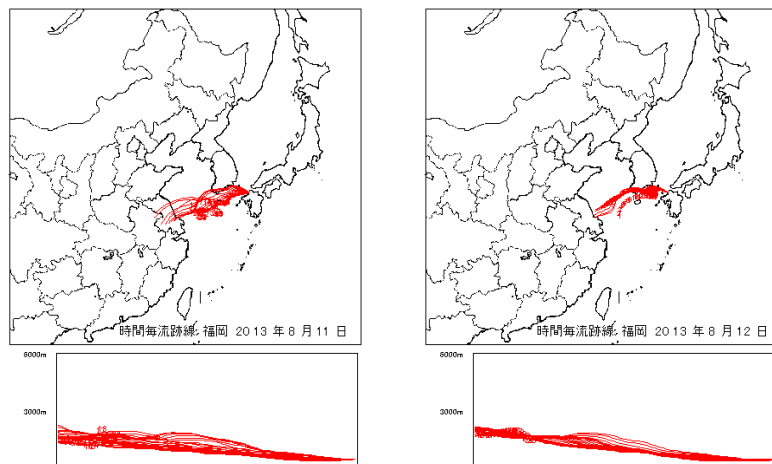 時間毎流跡線: 福岡 2013 年 8 月 11 日
時間毎流跡線: 福岡 2013 年 8 月 12 日
6000m
3000m
6000m
3000m